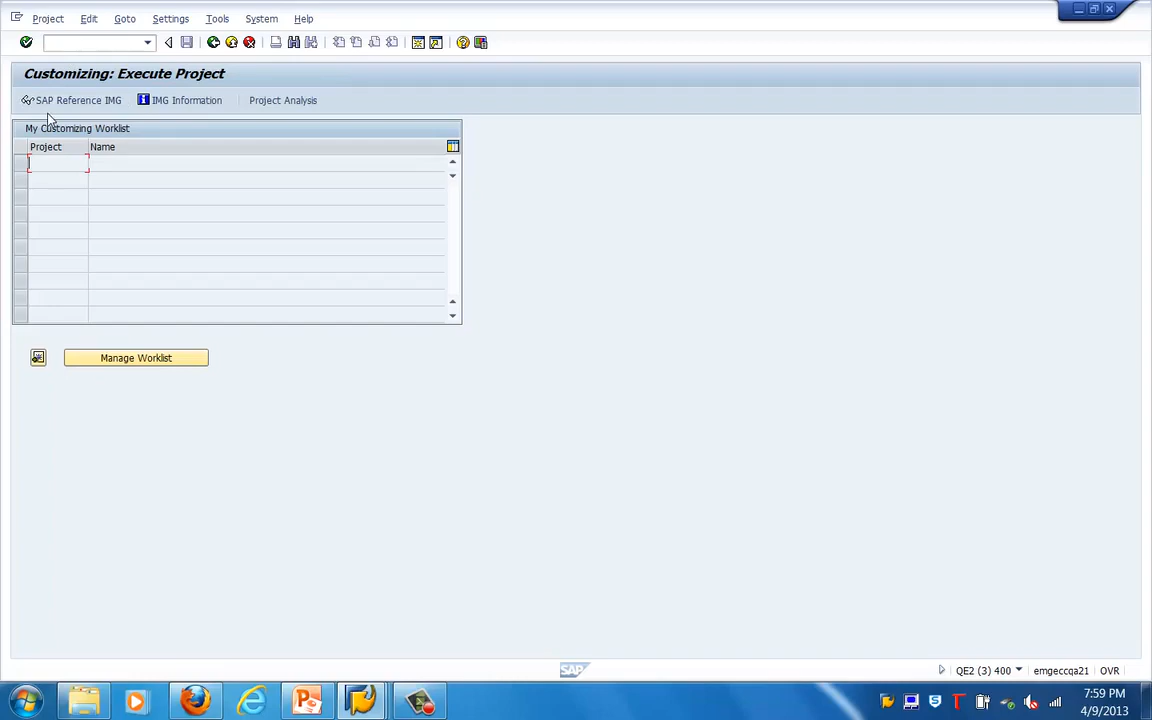 Project Edit Goto Settings Tools System Help
Customizing: Execute Project
SAP Reference IMG IMG Information Project Analysis
My Customizing Worklist
Project Name
Manage Worklist
SAP
QE2 (3) 400 emgeccqa21 OVR
7:59 PM
4/9/2013